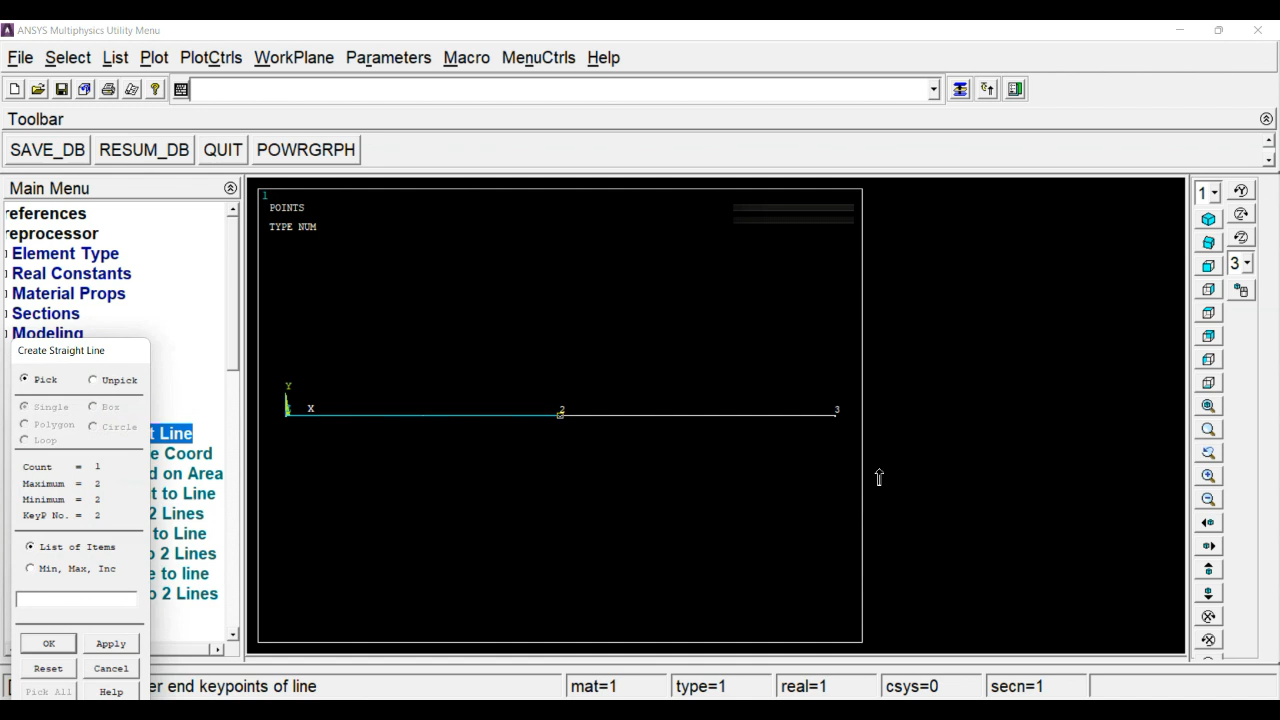 ANSYS Multiphysics Utility Menu
File Select List Plot PlotCtrls WorkPlane Parameters Macro MenuCtrls Help
Toolbar
SAVE_DB RESUM_DB QUIT POWRGRPH
Main Menu
references
reprocessor
Element Type
Real Constants
Material Props
Sections
Modeling
Create Straight Line
Pick Unpick
Single Box
Polygon Circle
Loop
Count = 1
Maximum = 2
Minimum = 2
KeyP No. = 2
List of Items
Min, Max, Inc
OK Apply
Reset Cancel
Pick All Help
t Line
e Coord
d on Area
t to Line
2 Lines
to Line
o 2 Lines
e to line
o 2 Lines
1
POINTS
TYPE NUM
Y
X
2
3
1
3
er end keypoints of line
mat=1 type=1 real=1 csys=0 secn=1